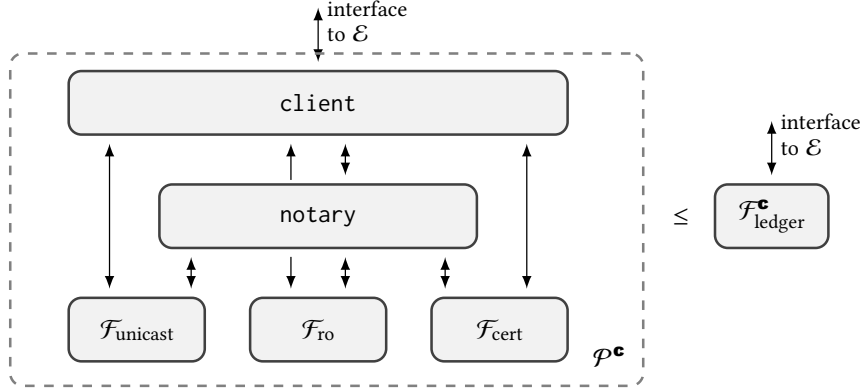 interface
to ℰ
client
interface
to ℰ
notary
≤
ℱ^𝗰_ledger
ℱ_unicast
ℱ_ro
ℱ_cert
𝒫^𝗰